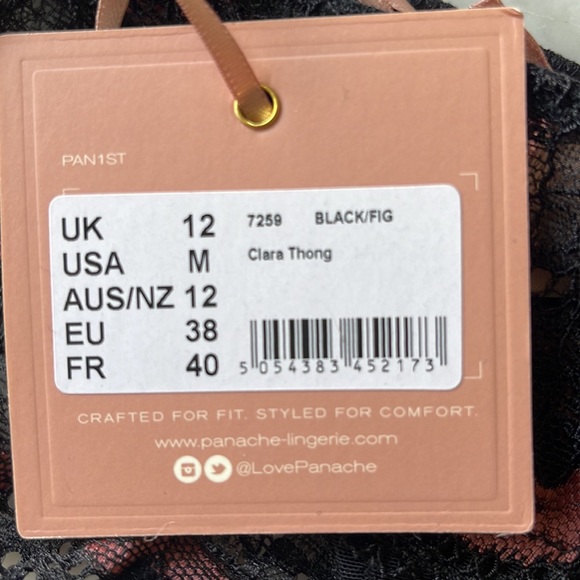 PAN1ST
UK 12 7259 BLACK/FIG
USA M Clara Thong
AUS/NZ 12
EU 38
FR 40
5 054383 452173
CRAFTED FOR FIT. STYLED FOR COMFORT.
www.panache-lingerie.com
@LovePanache